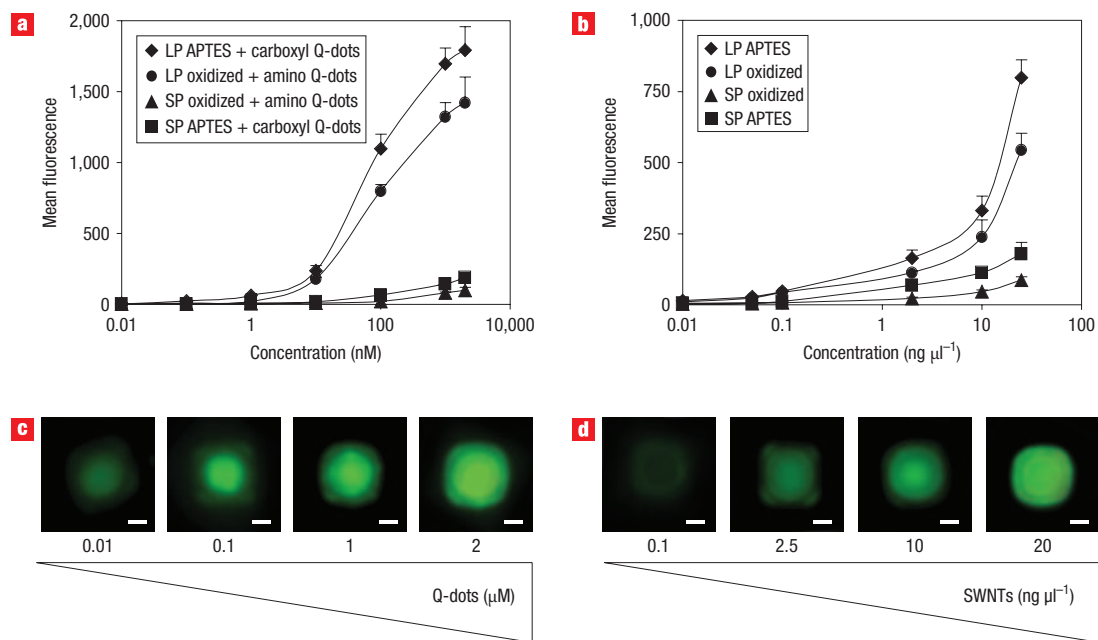 a
2,000
1,500
1,000
500
0
Mean fluorescence
LP APTES + carboxyl Q-dots
LP oxidized + amino Q-dots
SP oxidized + amino Q-dots
SP APTES + carboxyl Q-dots
0.01 1 100 10,000
Concentration (nM)
b
1,000
750
500
250
0
Mean fluorescence
LP APTES
LP oxidized
SP oxidized
SP APTES
0.01 0.1 1 10 100
Concentration (ng µl⁻¹)
c
0.01 0.1 1 2
Q-dots (µM)
d
0.1 2.5 10 20
SWNTs (ng µl⁻¹)